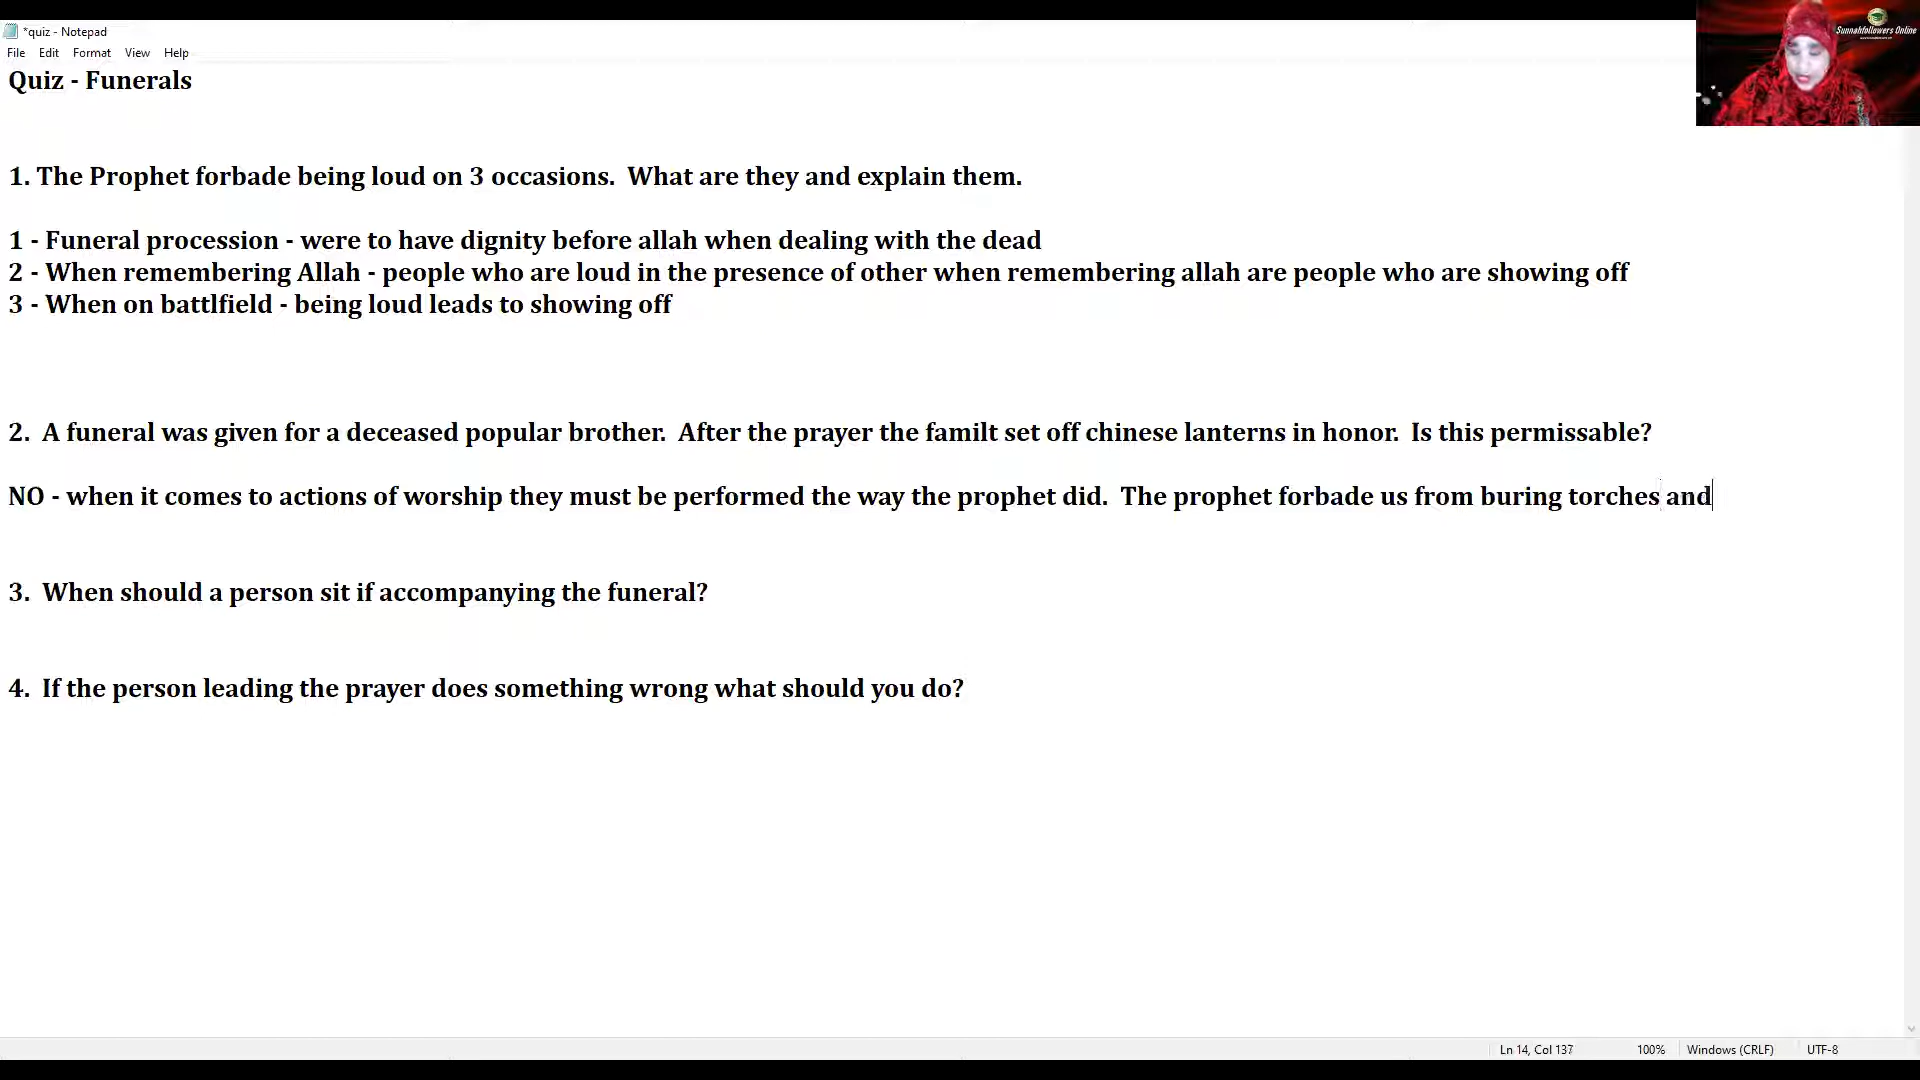 *quiz - Notepad
File Edit Format View Help
Sunnahfollowers Online
Quiz - Funerals
1. The Prophet forbade being loud on 3 occasions.  What are they and explain them.
1 - Funeral procession - were to have dignity before allah when dealing with the dead
2 - When remembering Allah - people who are loud in the presence of other when remembering allah are people who are showing off
3 - When on battlfield - being loud leads to showing off
2.  A funeral was given for a deceased popular brother.  After the prayer the familt set off chinese lanterns in honor.  Is this permissable?
NO - when it comes to actions of worship they must be performed the way the prophet did.  The prophet forbade us from buring torches and
3.  When should a person sit if accompanying the funeral?
4.  If the person leading the prayer does something wrong what should you do?
Ln 14, Col 137 100% Windows (CRLF) UTF-8